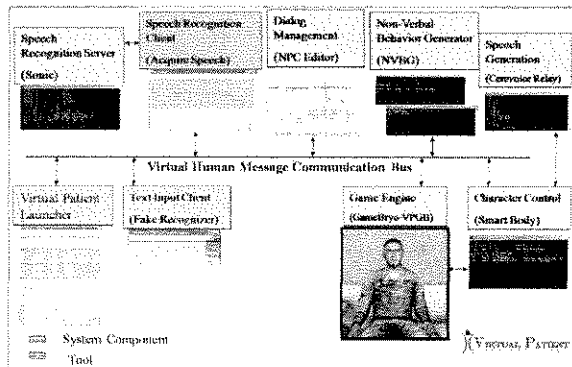 Speech
Recognition Server
(Sonic)
Speech Recognition
Client
(Acquire Speech)
Dialog
Management
(NPC Editor)
Non-Verbal
Behavior Generator
(NVBG)
Speech
Generation
(Cerevoice Relay)
Virtual Human Message Communication Bus
Virtual Patient
Launcher
Text Input Client
(Fake Recognizer)
Game Engine
(GameBryo-VPGB)
Character Control
(Smart Body)
System Component
Tool
VIRTUAL PATIENT